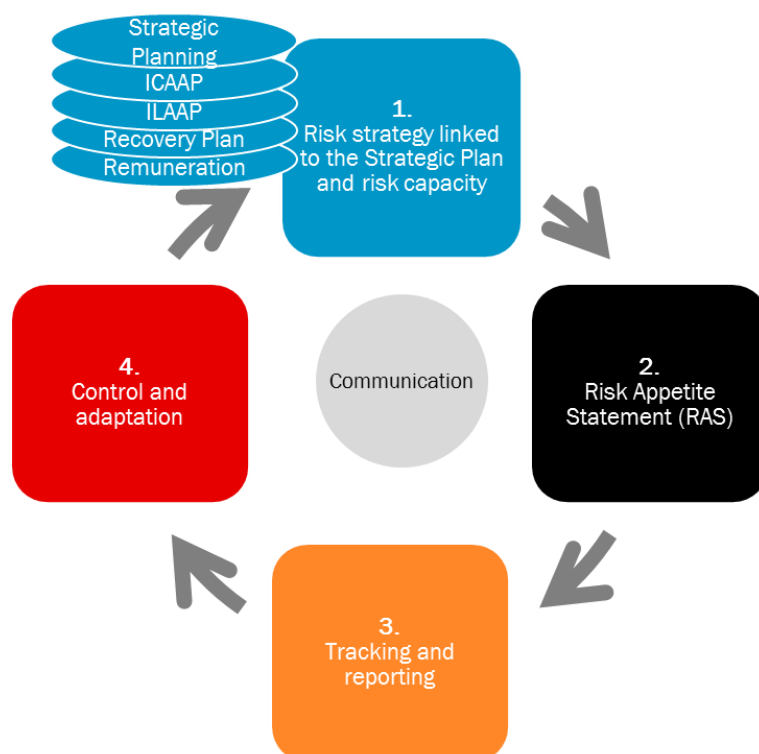 Strategic
Planning
ICAAP
ILAAP
Recovery Plan
Remuneration
1.
Risk strategy linked
to the Strategic Plan
and risk capacity
4.
Control and
adaptation
Communication
2.
Risk Appetite
Statement (RAS)
3.
Tracking and
reporting